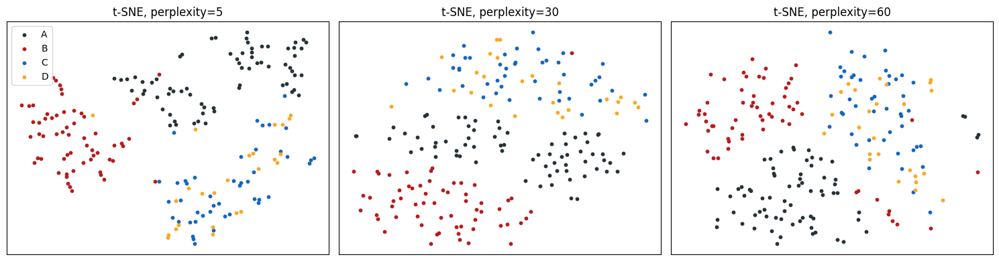 t-SNE, perplexity=5
A
B
C
D
t-SNE, perplexity=30
t-SNE, perplexity=60